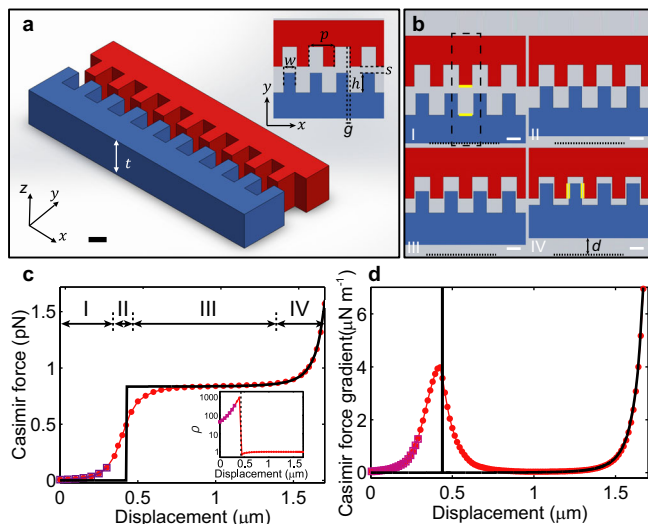 a
p
w
s
h
g
y
x
t
z
y
x
b
I
II
III
IV
d
c
Casimir force (pN)
1.5
1
0.5
0
I
II
III
IV
ρ
1000
100
10
1
0
0.5
1
1.5
Displacement (μm)
0
0.5
1
1.5
Displacement (μm)
d
Casimir force gradient(μN m⁻¹)
6
4
2
0
0
0.5
1
1.5
Displacement (μm)